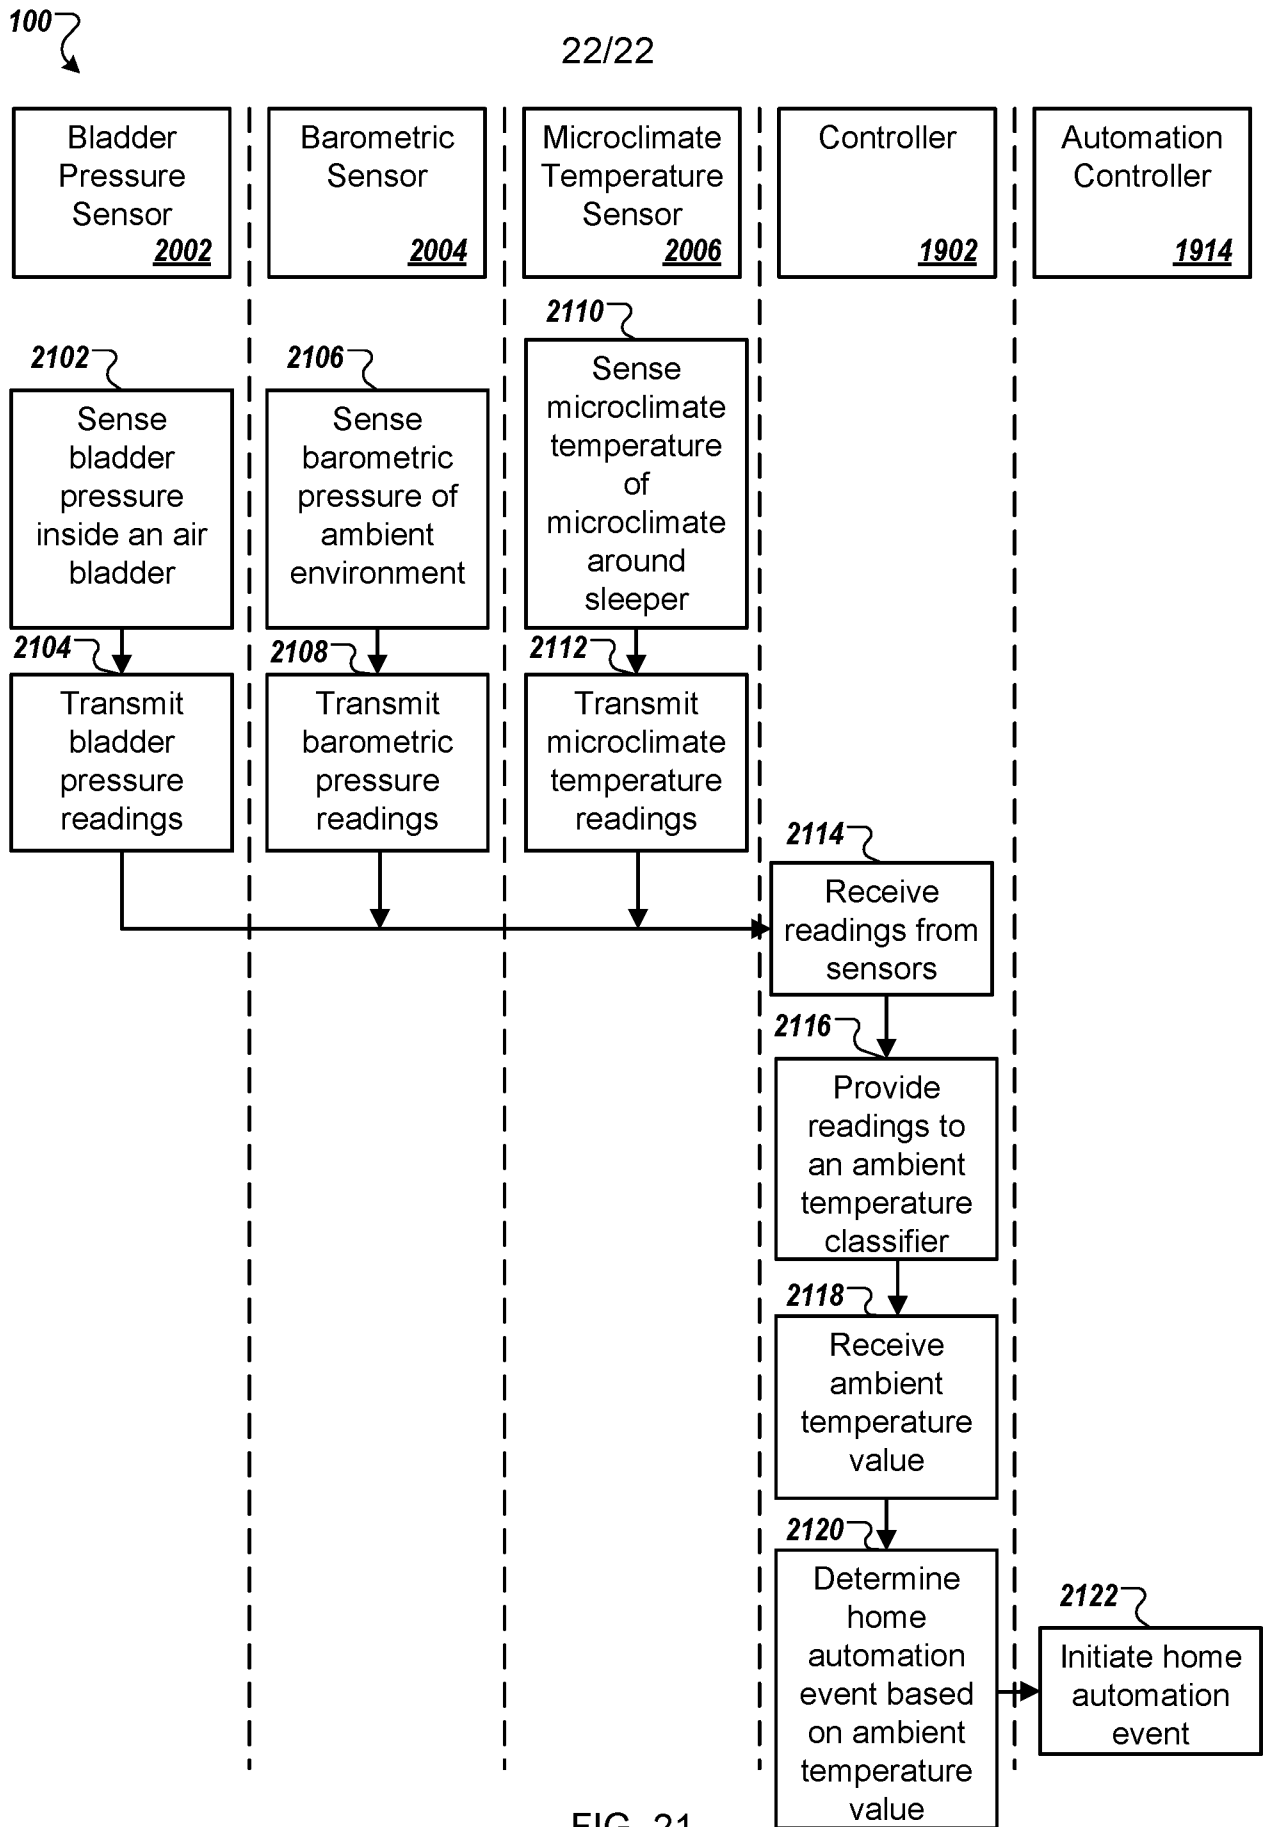 100
22/22
Bladder
Pressure
Sensor
2002
Barometric
Sensor
2004
Microclimate
Temperature
Sensor
2006
Controller
1902
Automation
Controller
1914
2102
Sense
bladder
pressure
inside an air
bladder
2106
Sense
barometric
pressure of
ambient
environment
2110
Sense
microclimate
temperature
of
microclimate
around
sleeper
2104
Transmit
bladder
pressure
readings
2108
Transmit
barometric
pressure
readings
2112
Transmit
microclimate
temperature
readings
2114
Receive
readings from
sensors
2116
Provide
readings to
an ambient
temperature
classifier
2118
Receive
ambient
temperature
value
2120
Determine
home
automation
event based
on ambient
temperature
value
2122
Initiate home
automation
event
FIG. 21